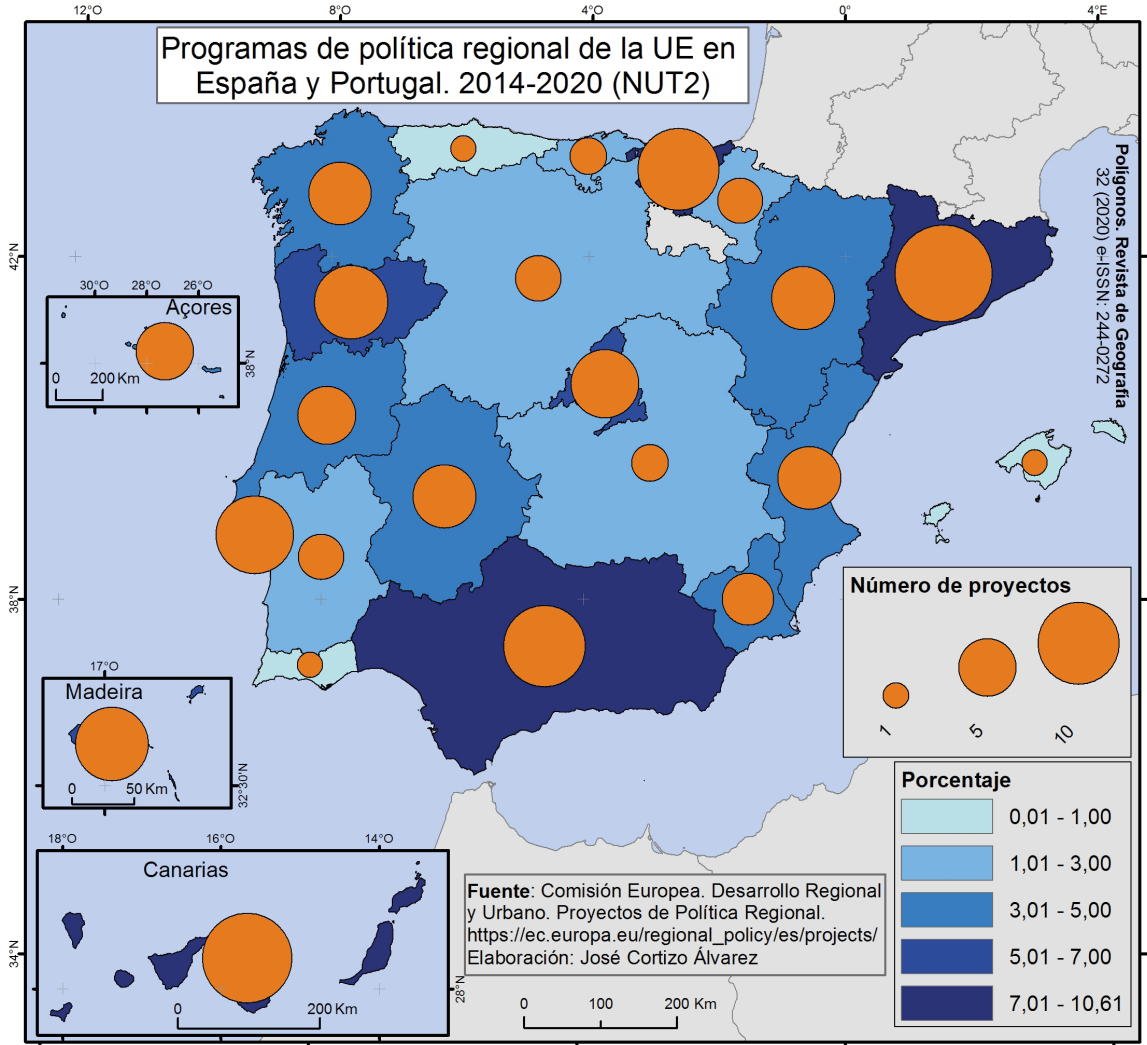 12°O 8°O 4°O 0° 4°E
Programas de política regional de la UE en
España y Portugal. 2014-2020 (NUT2)
Polígonos. Revista de Geografía
32 (2020) e-ISSN: 244-0272
42°N
38°N
34°N
30°O 28°O 26°O
Açores
0 200 Km
38°N
17°O
Madeira
0 50 Km
32°30'N
18°O 16°O 14°O
Canarias
0 200 Km
28°N
Número de proyectos
1 5 10
Porcentaje
0,01 - 1,00
1,01 - 3,00
3,01 - 5,00
5,01 - 7,00
7,01 - 10,61
Fuente: Comisión Europea. Desarrollo Regional
y Urbano. Proyectos de Política Regional.
https://ec.europa.eu/regional_policy/es/projects/
Elaboración: José Cortizo Álvarez
0 100 200 Km